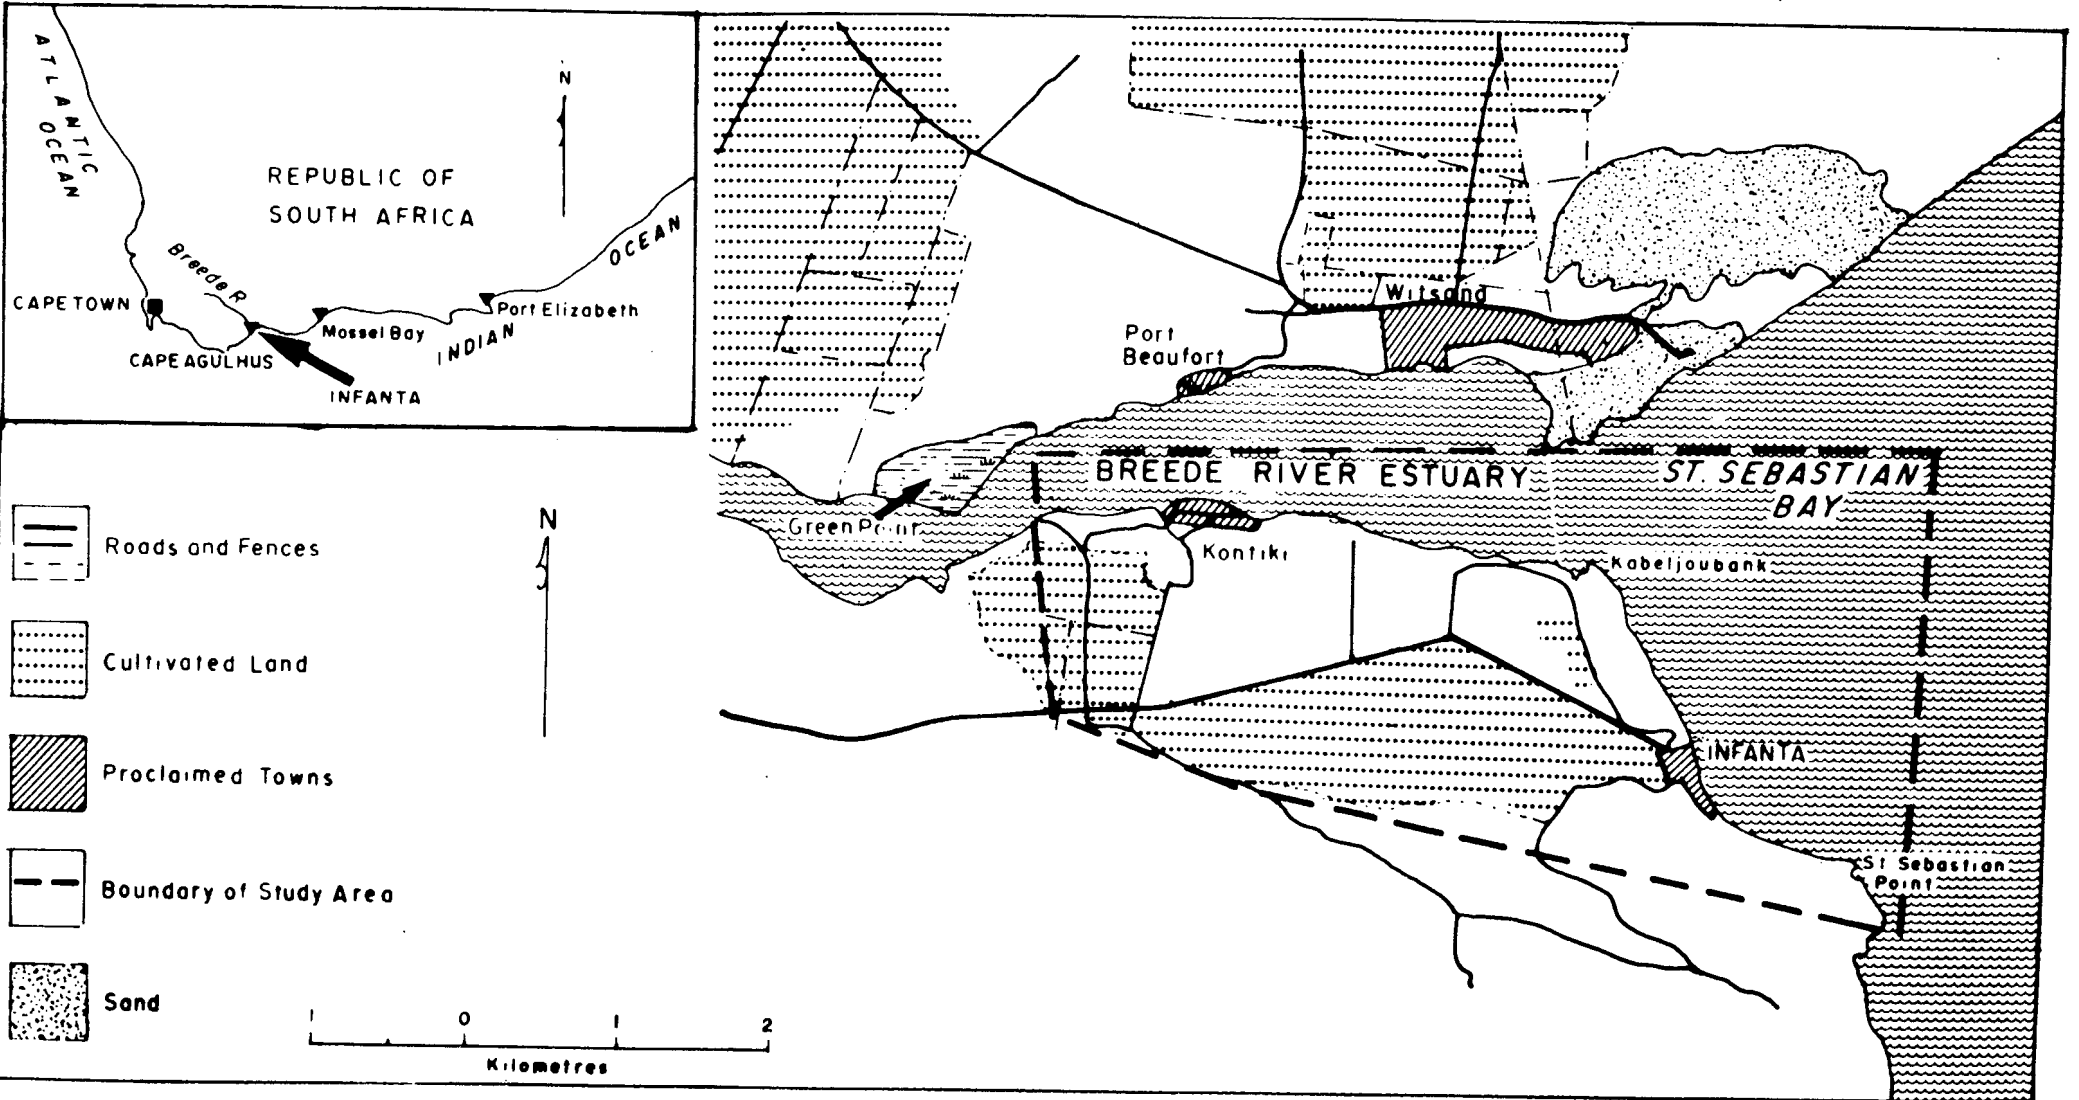 ATLANTIC
OCEAN
N
REPUBLIC OF
SOUTH AFRICA
Breede R
OCEAN
CAPE TOWN
Port Elizabeth
Mossel Bay
INDIAN
CAPE AGULHUS
INFANTA
Witsand
Port
Beaufort
BREEDE RIVER ESTUARY
ST. SEBASTIAN
BAY
Green Point
Kontiki
Kabeljoubank
INFANTA
St Sebastian
Point
N
Roads and Fences
Cultivated Land
Proclaimed Towns
Boundary of Study Area
Sand
1 0 1 2
Kilometres